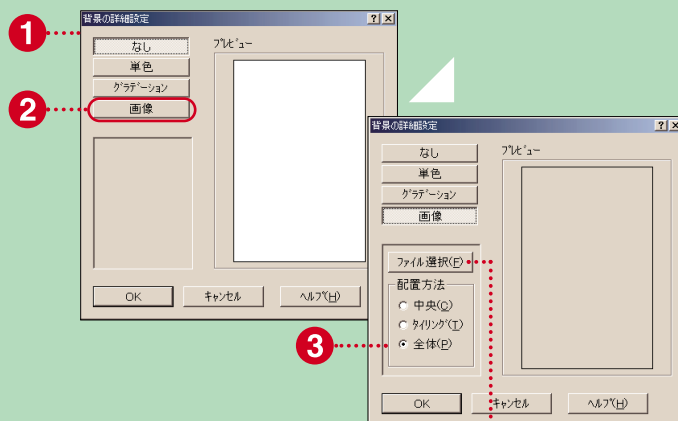 1
背景の詳細設定
なし
単色
グラデーション
2
画像
プレビュー
OK
キャンセル
ヘルプ(H)
背景の詳細設定
なし
単色
グラデーション
画像
プレビュー
ファイル選択(F)
配置方法
中央(C)
タイリング(T)
3
全体(P)
OK
キャンセル
ヘルプ(H)